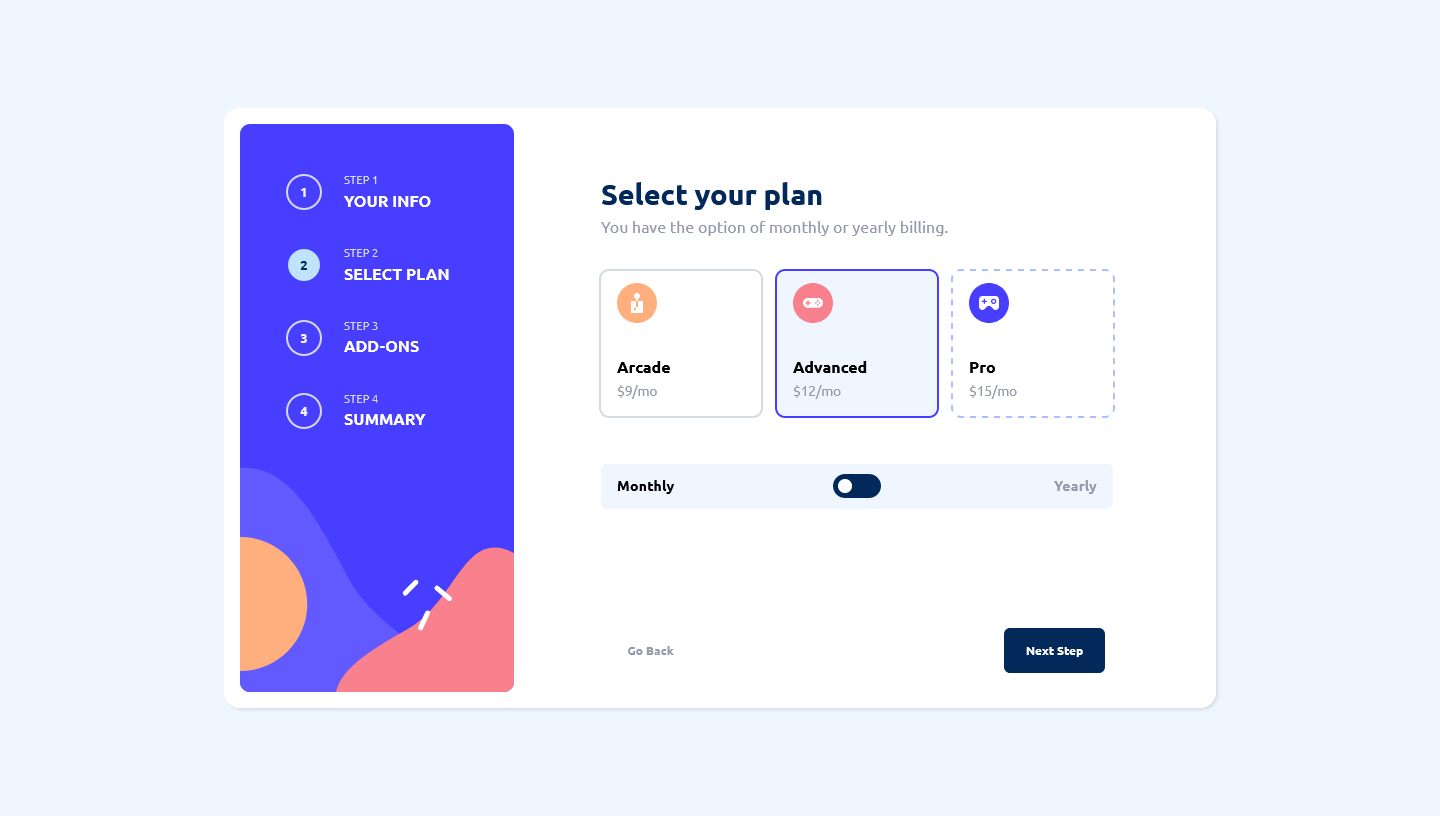 1
STEP 1
YOUR INFO
2
STEP 2
SELECT PLAN
3
STEP 3
ADD-ONS
4
STEP 4
SUMMARY
Select your plan
You have the option of monthly or yearly billing.
Arcade
$9/mo
Advanced
$12/mo
Pro
$15/mo
Monthly
Yearly
Go Back
Next Step